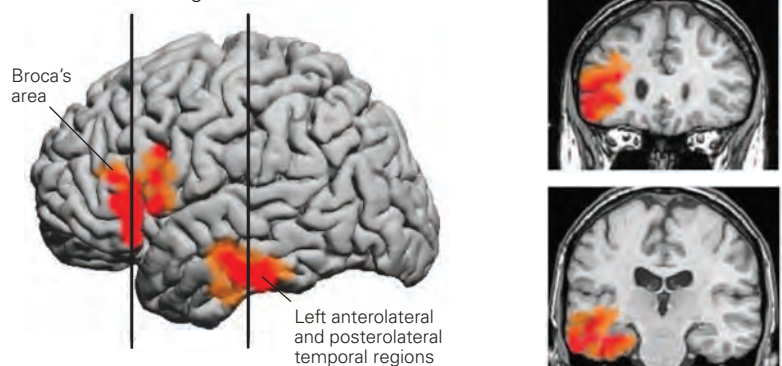 Broca's
area
Left anterolateral
and posterolateral
temporal regions